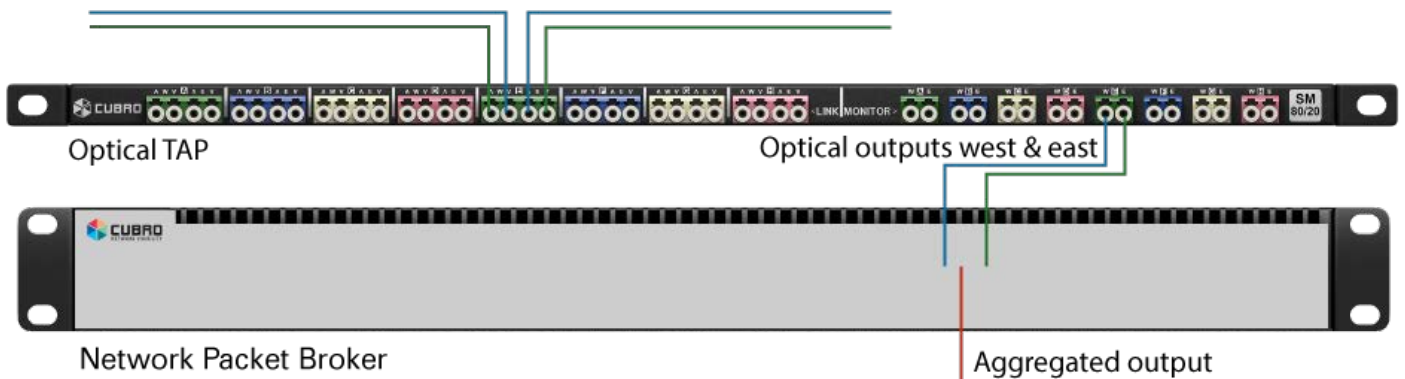 CUBRO
<LINK MONITOR>
SM
80/20
Optical TAP
Optical outputs west & east
CUBRO
Network Packet Broker
Aggregated output